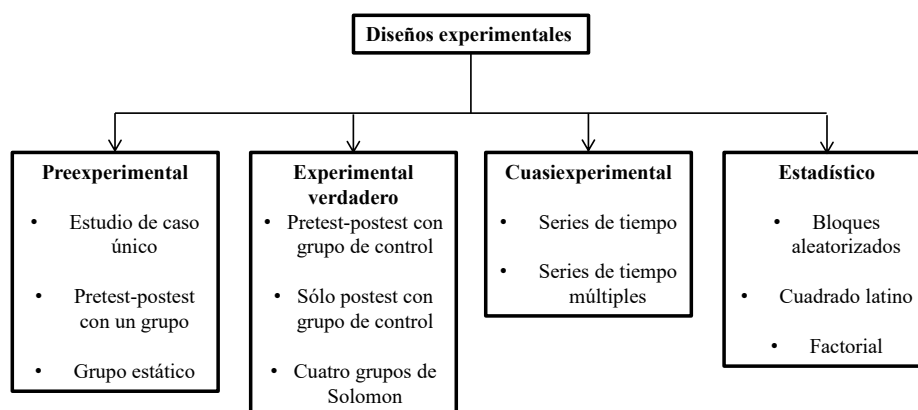 Diseños experimentales
Preexperimental
• Estudio de caso
único
• Pretest-postest
con un grupo
• Grupo estático
Experimental
verdadero
• Pretest-postest con
grupo de control
• Sólo postest con
grupo de control
• Cuatro grupos de
Solomon
Cuasiexperimental
• Series de tiempo
• Series de tiempo
múltiples
Estadístico
• Bloques
aleatorizados
• Cuadrado latino
• Factorial